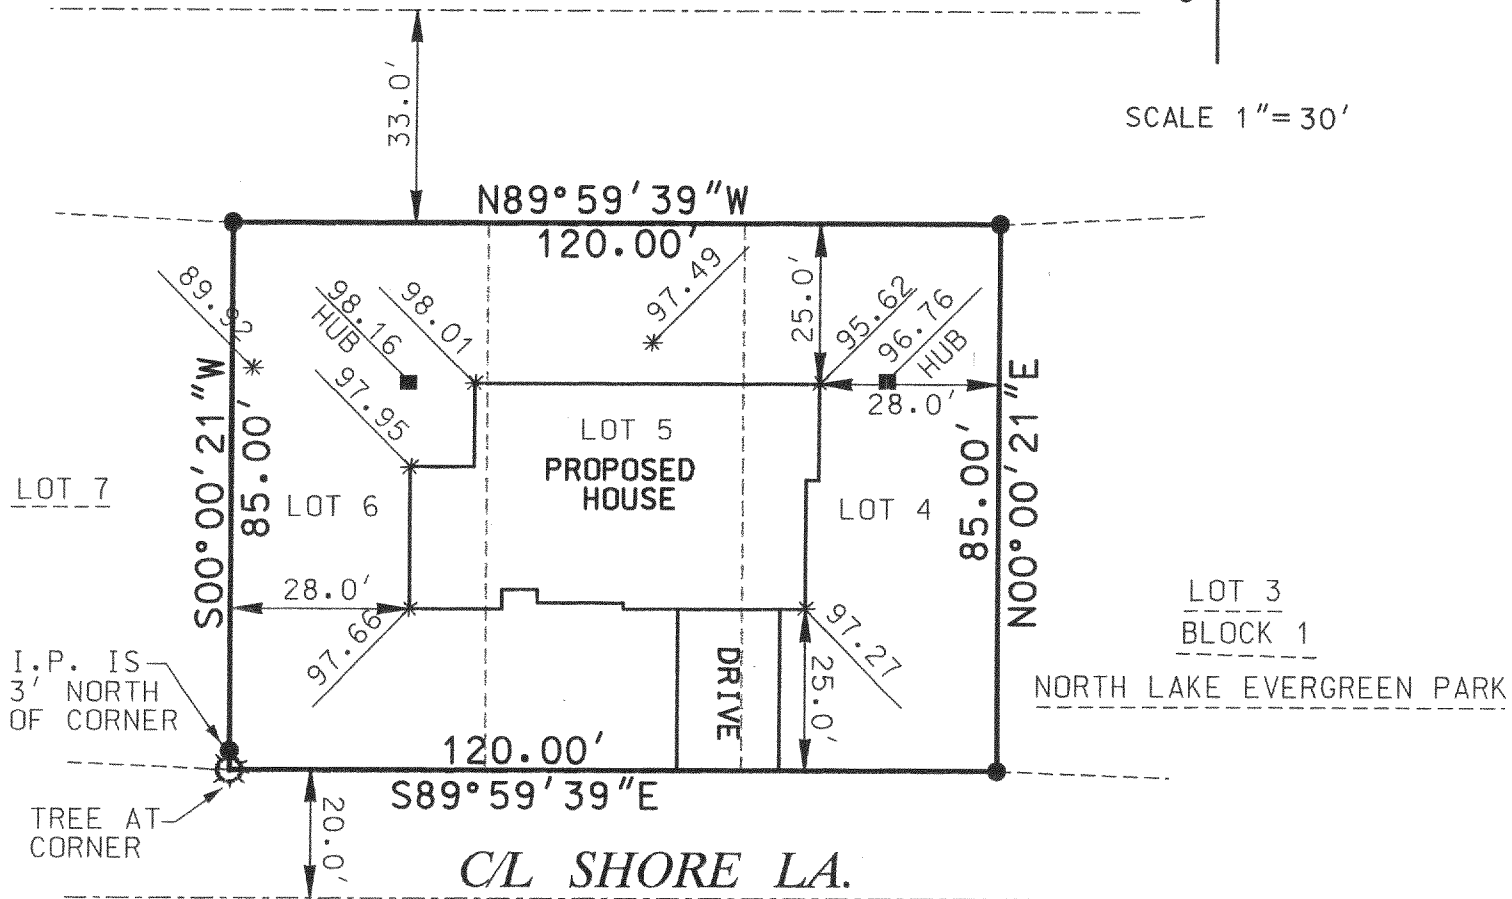 33.0'
SCALE 1"=30'
N89°59'39"W
120.00'
89.92
98.16
HUB
98.01
97.49
25.0'
95.62
96.76
HUB
97.95
28.0'
S00°00'21"W
85.00'
LOT 5
PROPOSED
HOUSE
N00°00'21"E
85.00'
LOT 7
LOT 6
LOT 4
28.0'
LOT 3
BLOCK 1
NORTH LAKE EVERGREEN PARK
97.66
97.27
I.P. IS
3' NORTH
OF CORNER
DRIVE
25.0'
120.00'
S89°59'39"E
TREE AT
CORNER
20.0'
C/L SHORE LA.